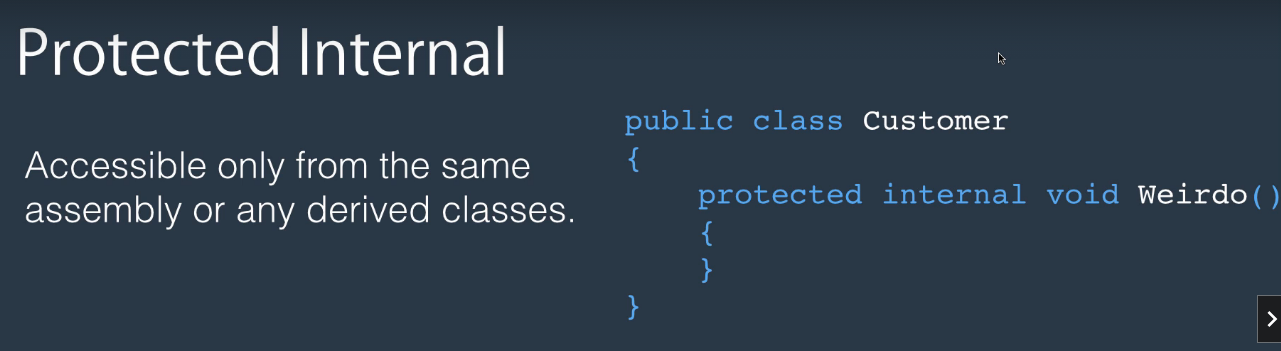 Protected Internal
Accessible only from the same
assembly or any derived classes.
public class Customer
{
    protected internal void Weirdo()
    {
    }
}